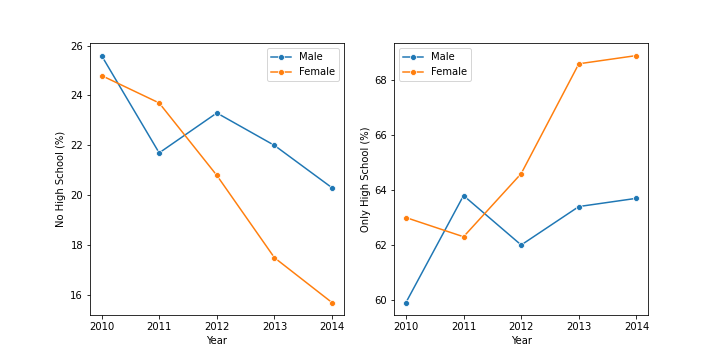 26
24
22
20
18
16
No High School (%)
Male
Female
2010 2011 2012 2013 2014
Year
68
66
64
62
60
Only High School (%)
Male
Female
2010 2011 2012 2013 2014
Year